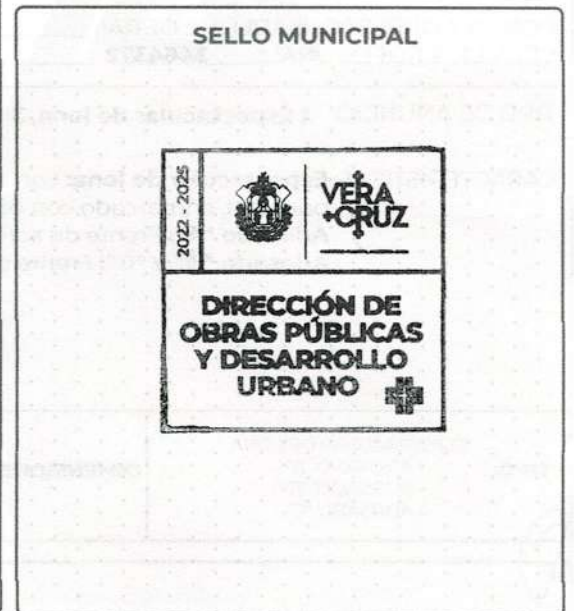 SELLO MUNICIPAL
2022 - 2025
VERA
+CRUZ
DIRECCIÓN DE
OBRAS PÚBLICAS
Y DESARROLLO
URBANO